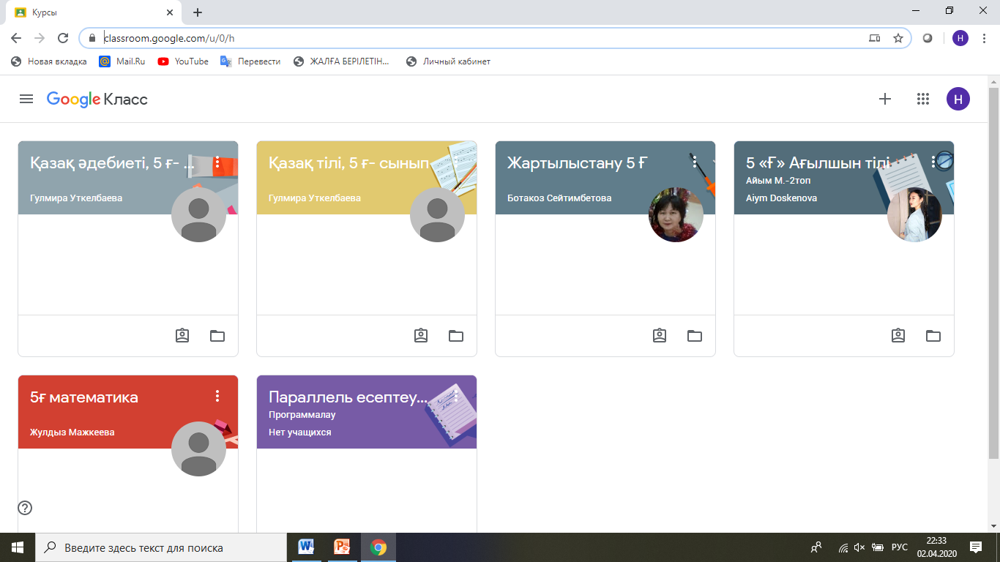 Курсы
classroom.google.com/u/0/h
H
Новая вкладка
Mail.Ru
YouTube
Перевести
ЖАЛҒА БЕРІЛЕТІН...
Личный кабинет
Google Класс
H
Қазақ әдебиеті, 5 ғ- ...
Гулмира Уткелбаева
Қазақ тілі, 5 ғ- сынып
Гулмира Уткелбаева
Жартылыстану 5 Ғ
Ботакоз Сейтимбетова
5 «Ғ» Ағылшын тілі
Айым М.-2топ
Aiym Doskenova
5ғ математика
Жулдыз Мажкеева
Параллель есептеу...
Программалау
Нет учащихся
Введите здесь текст для поиска
РУС
22:33
02.04.2020